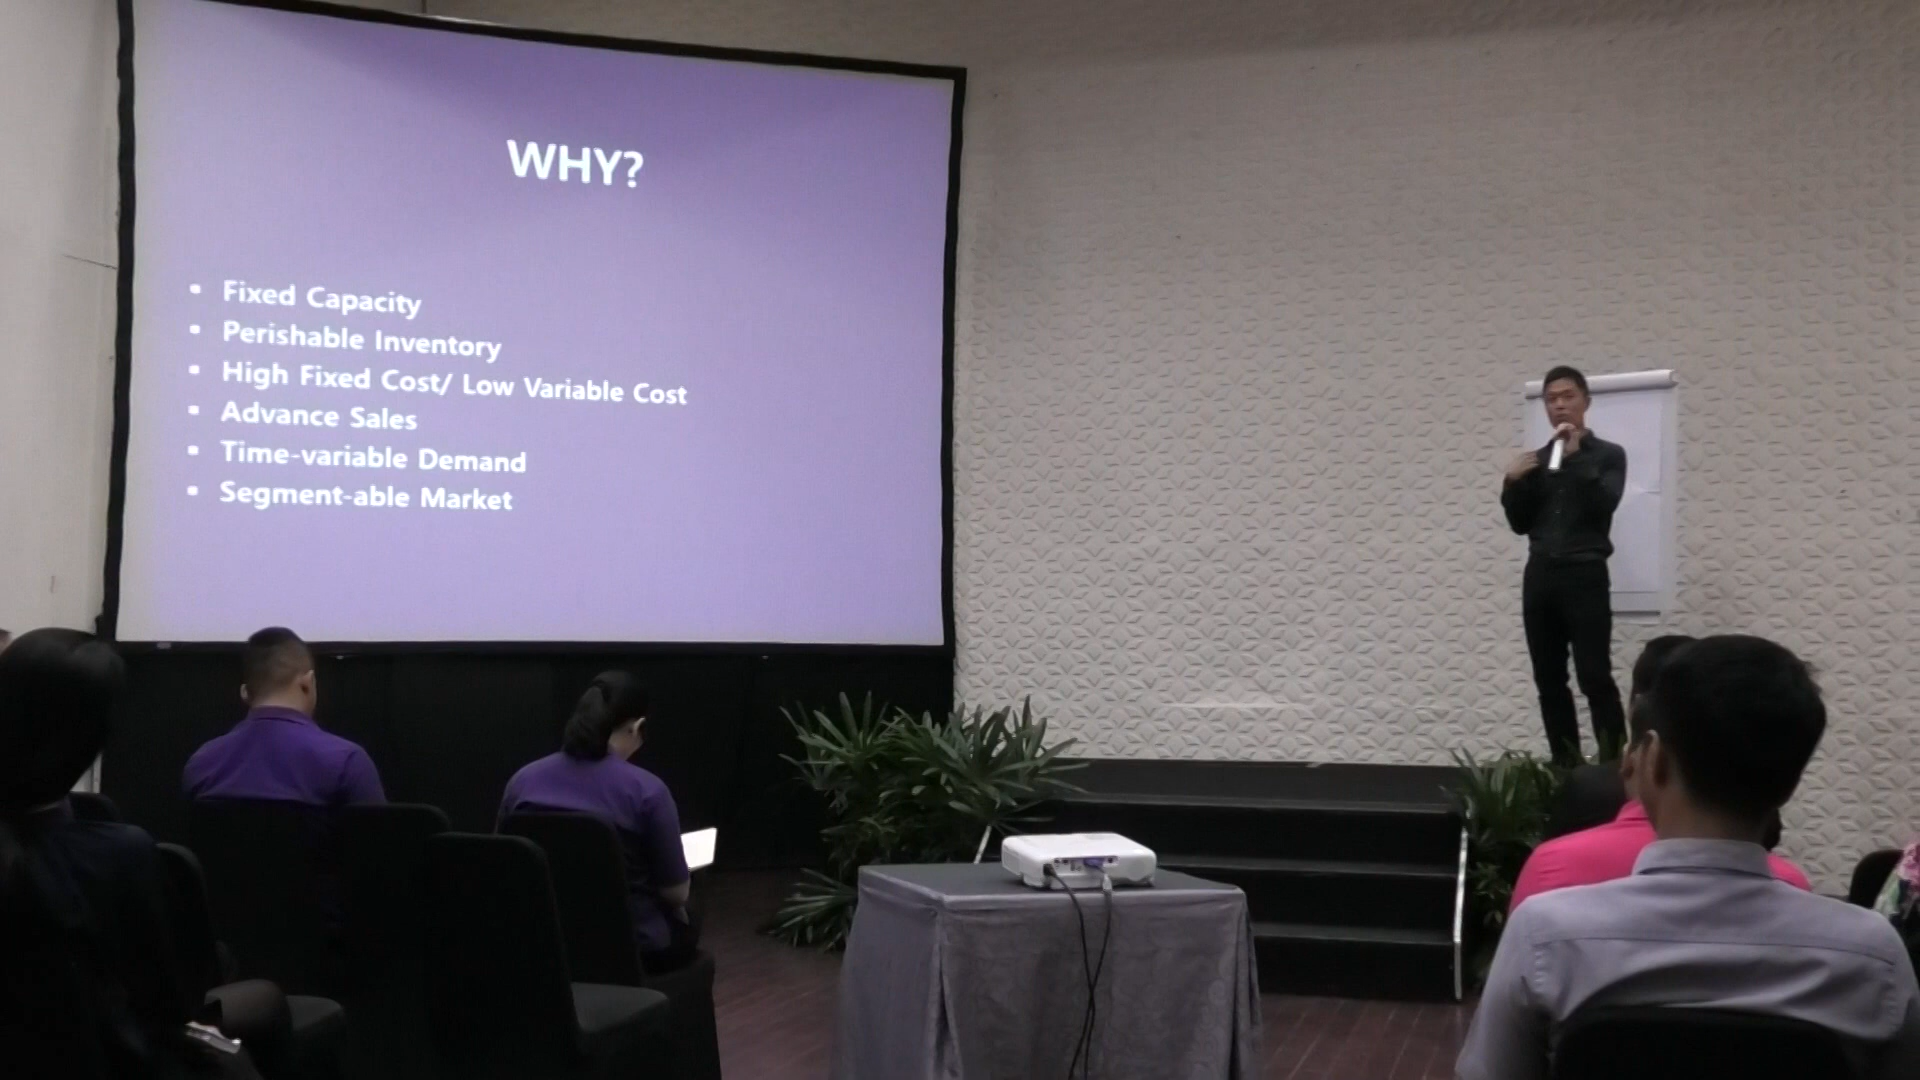 WHY?
▪ Fixed Capacity
▪ Perishable Inventory
▪ High Fixed Cost/ Low Variable Cost
▪ Advance Sales
▪ Time-variable Demand
▪ Segment-able Market